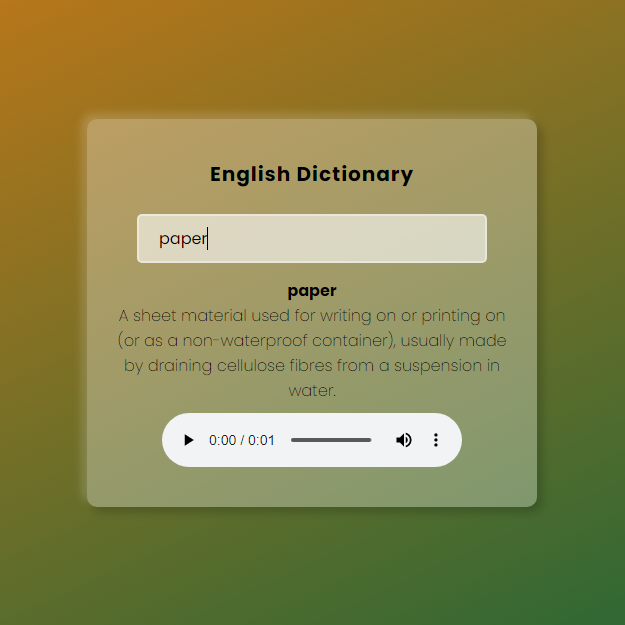 English Dictionary
paper
paper
A sheet material used for writing on or printing on
(or as a non-waterproof container), usually made
by draining cellulose fibres from a suspension in
water.
0:00 / 0:01